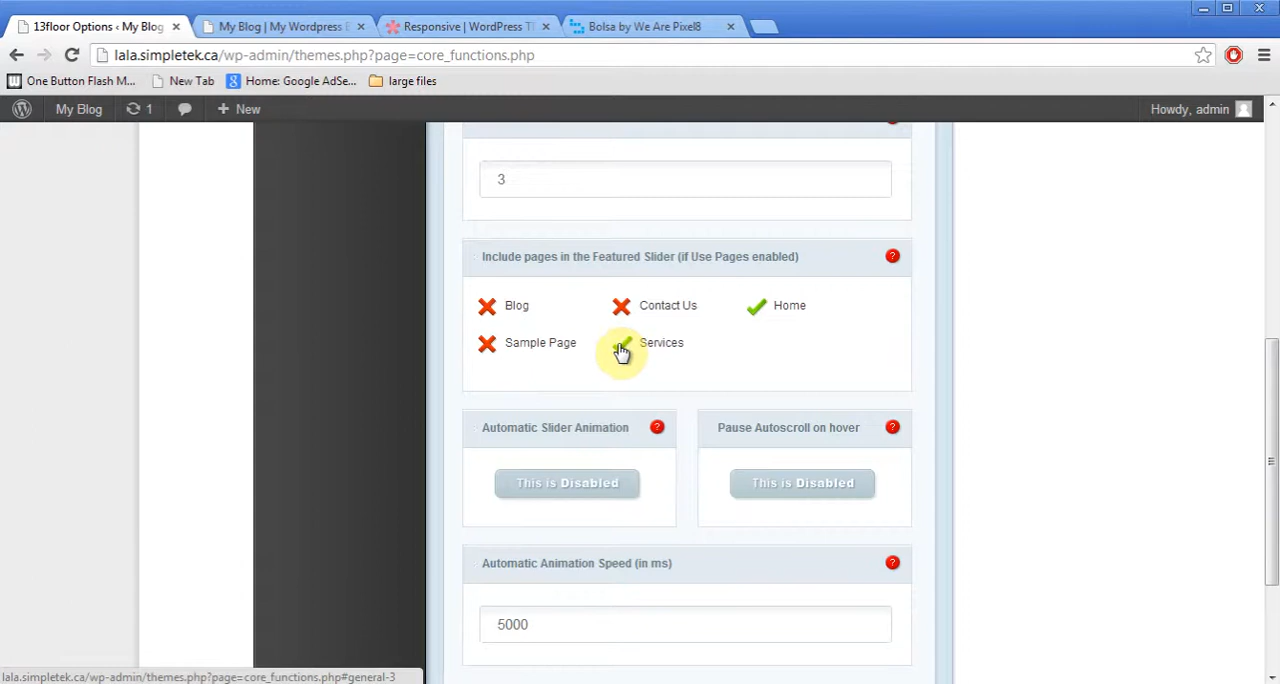 13floor Options ‹ My Blog
My Blog | My Wordpress
Responsive | WordPress
Bolsa by We Are Pixel8
lala.simpletek.ca/wp-admin/themes.php?page=core_functions.php
One Button Flash M...
New Tab
Home: Google AdSe...
large files
My Blog
1
+ New
Howdy, admin
3
Include pages in the Featured Slider (if Use Pages enabled)
?
Blog
Contact Us
Home
Sample Page
Services
Automatic Slider Animation
?
Pause Autoscroll on hover
?
This is Disabled
This is Disabled
Automatic Animation Speed (in ms)
?
5000
lala.simpletek.ca/wp-admin/themes.php?page=core_functions.php#general-3